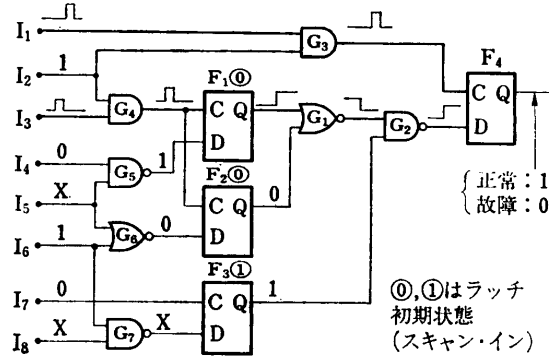 I₁
G₃
I₂ 1
F₁⓪ F₄
I₃ G₄ C Q G₁ G₂ C Q
D D
I₄ 0 G₅ 1
F₂⓪
I₅ X C Q 0
G₆ 0 D
I₆ 1
F₃①
I₇ 0 C Q 1
I₈ X G₇ X D
正常：1
故障：0
⓪,①はラッチ
初期状態
(スキャン・イン)